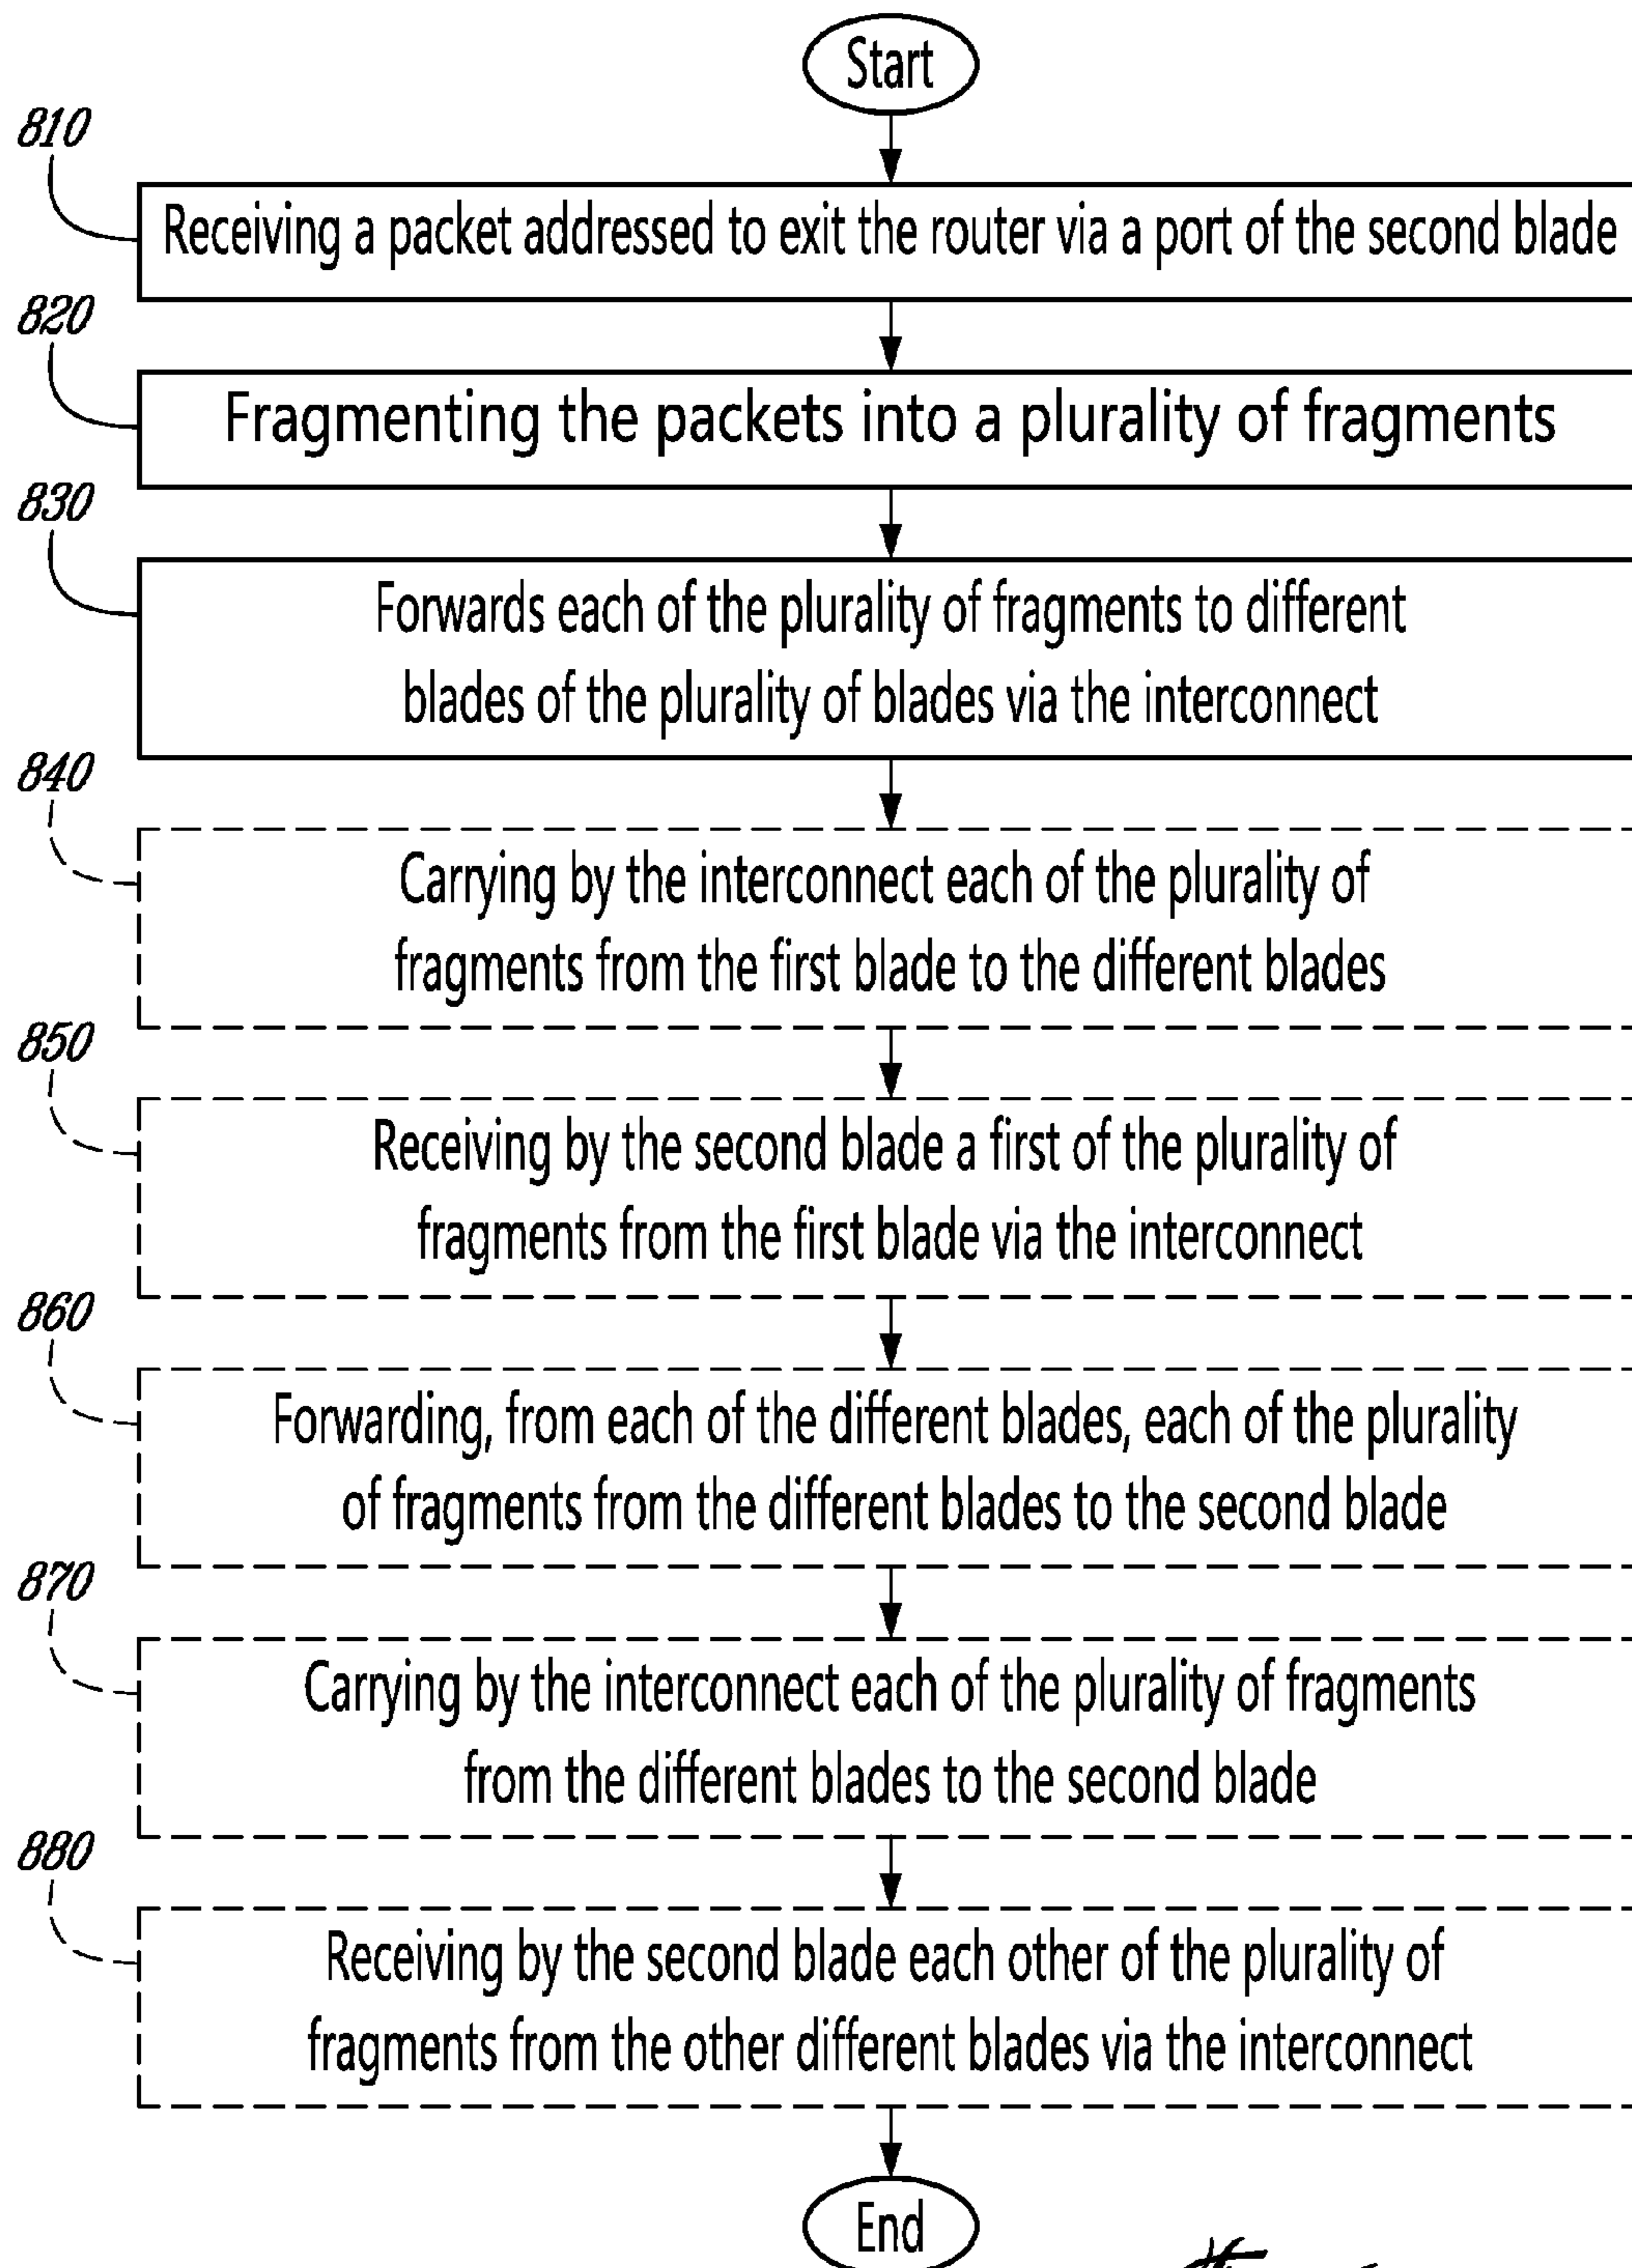 Start
810
Receiving a packet addressed to exit the router via a port of the second blade
820
Fragmenting the packets into a plurality of fragments
830
Forwards each of the plurality of fragments to different
blades of the plurality of blades via the interconnect
840
Carrying by the interconnect each of the plurality of
fragments from the first blade to the different blades
850
Receiving by the second blade a first of the plurality of
fragments from the first blade via the interconnect
860
Forwarding, from each of the different blades, each of the plurality
of fragments from the different blades to the second blade
870
Carrying by the interconnect each of the plurality of fragments
from the different blades to the second blade
880
Receiving by the second blade each other of the plurality of
fragments from the other different blades via the interconnect
End